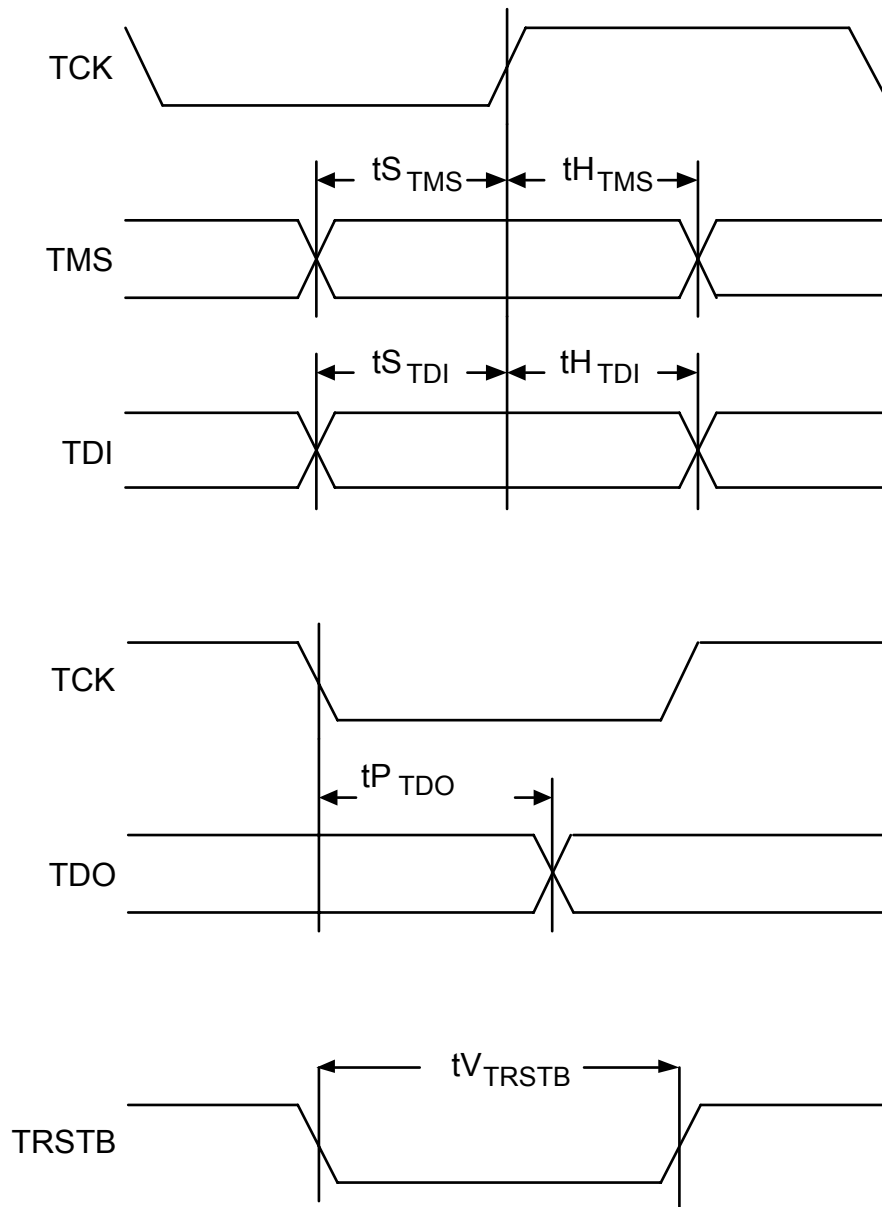 TCK
tS TMS tH TMS
TMS
tS TDI tH TDI
TDI
TCK
tP TDO
TDO
tV TRSTB
TRSTB